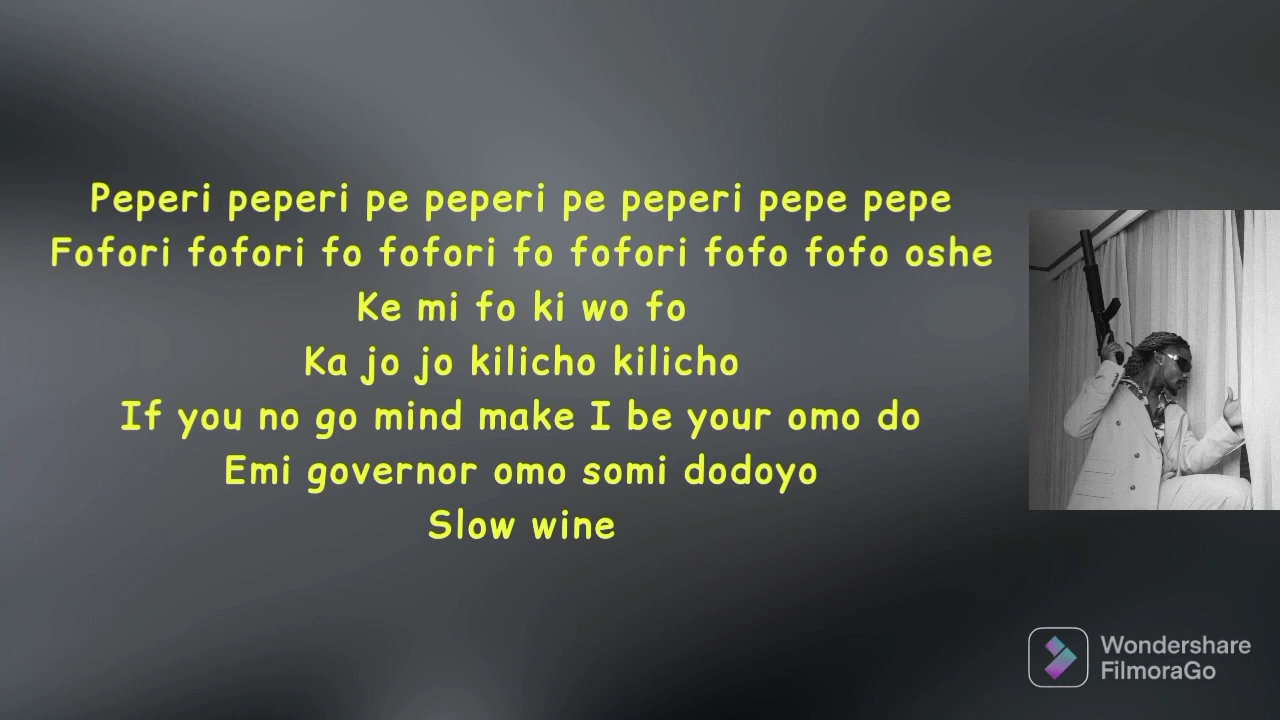 Peperi peperi pe peperi pe peperi pepe pepe
Fofori fofori fo fofori fo fofori fofo fofo oshe
Ke mi fo ki wo fo
Ka jo jo kilicho kilicho
If you no go mind make I be your omo do
Emi governor omo somi dodoyo
Slow wine
Wondershare
FilmoraGo